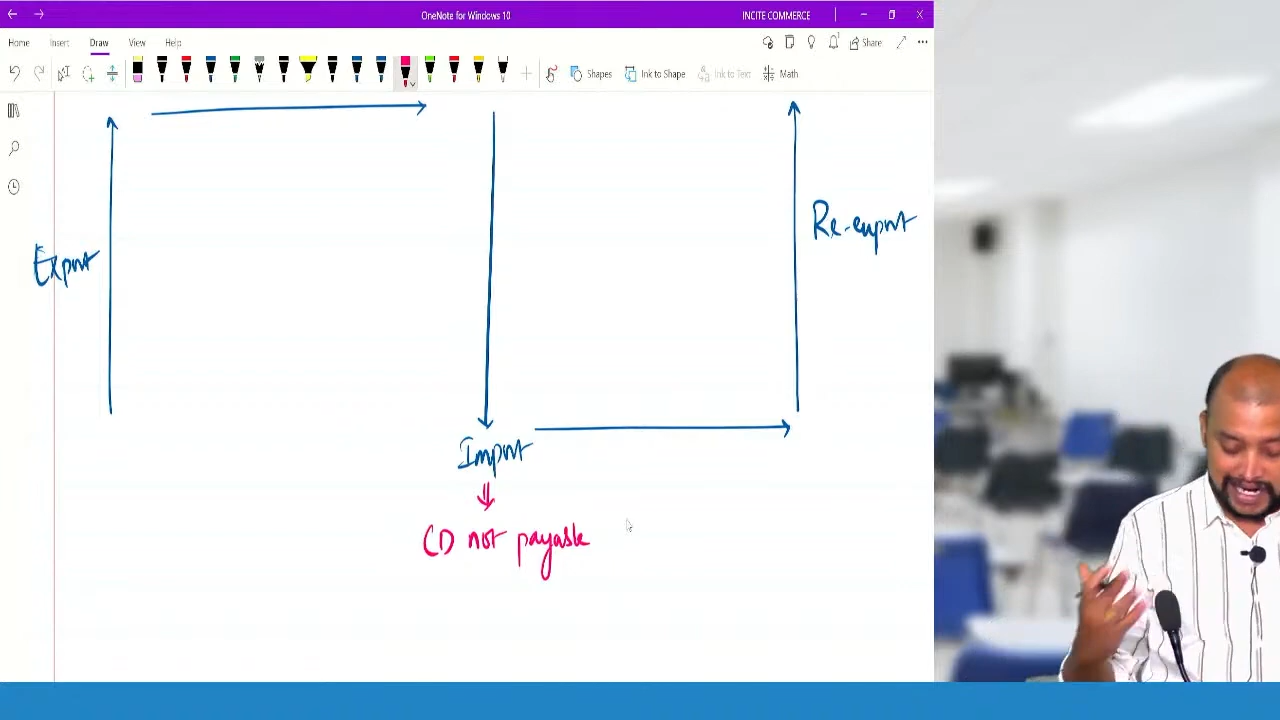 OneNote for Windows 10
INCITE COMMERCE
Home Insert Draw View Help
Share
Shapes Ink to Shape Ink to Text Math
Export
Re-export
Import
CD not payable